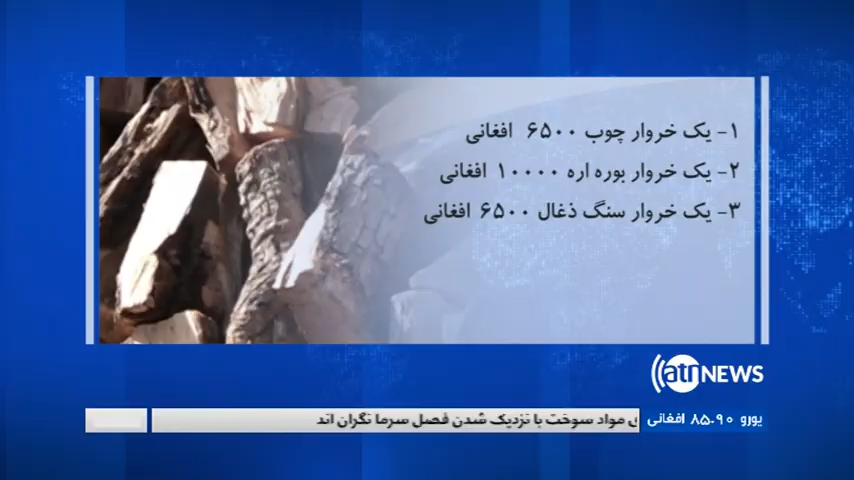 ۱- یک خروار چوب ۶۵۰۰ افغانی
۲- یک خروار بوره اره ۱۰۰۰۰ افغانی
۳- یک خروار سنگ ذغال ۶۵۰۰ افغانی
atn NEWS
یورو ۸۵.۹۰ افغانی
مواد سوخت با نزدیک شدن فصل سرما نگران اند